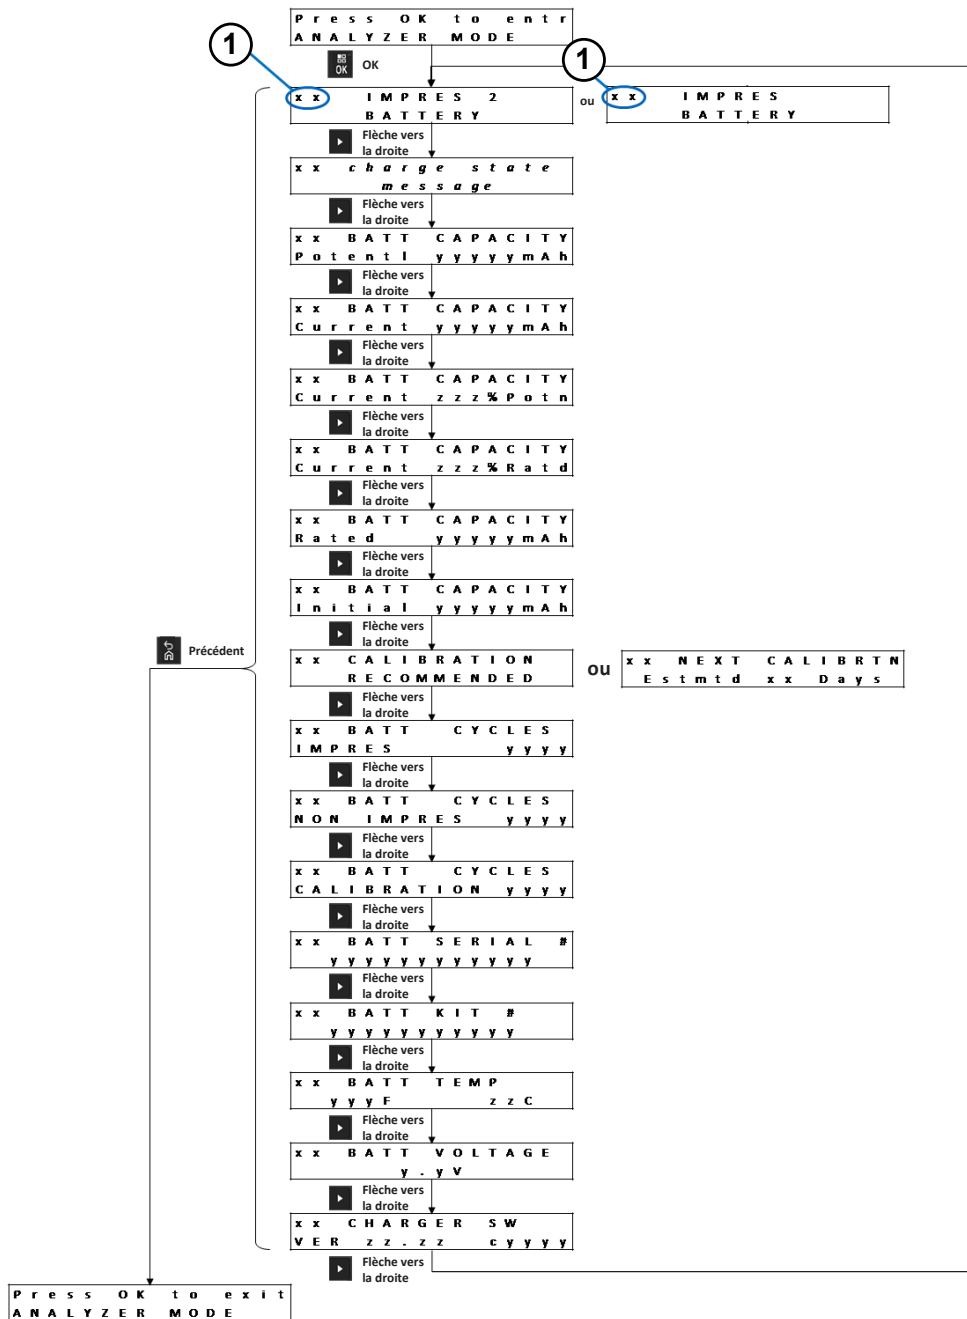 Press OK to entr
ANALYZER MODE
1
OK
OK
1
xx IMPRES 2
BATTERY
ou
xx IMPRES
BATTERY
Flèche vers
la droite
xx charge state
message
Flèche vers
la droite
xx BATT CAPACITY
Potentl yyyyymAh
Flèche vers
la droite
xx BATT CAPACITY
Current yyyyymAh
Flèche vers
la droite
xx BATT CAPACITY
Current zzz%Potn
Flèche vers
la droite
xx BATT CAPACITY
Current zzz%Ratd
Flèche vers
la droite
xx BATT CAPACITY
Rated yyyyymAh
Flèche vers
la droite
xx BATT CAPACITY
Initial yyyyymAh
Flèche vers
la droite
Précédent
xx CALIBRATION
RECOMMENDED
ou
xx NEXT CALIBRTN
Estmtd xx Days
Flèche vers
la droite
xx BATT CYCLES
IMPRES yyyy
Flèche vers
la droite
xx BATT CYCLES
NON IMPRES yyyy
Flèche vers
la droite
xx BATT CYCLES
CALIBRATION yyyy
Flèche vers
la droite
xx BATT SERIAL #
yyyyyyyyyyyy
Flèche vers
la droite
xx BATT KIT #
yyyyyyyyyy
Flèche vers
la droite
xx BATT TEMP
yyyF zzC
Flèche vers
la droite
xx BATT VOLTAGE
y.yV
Flèche vers
la droite
xx CHARGER SW
VER zz.zz cyyyy
Flèche vers
la droite
Press OK to exit
ANALYZER MODE